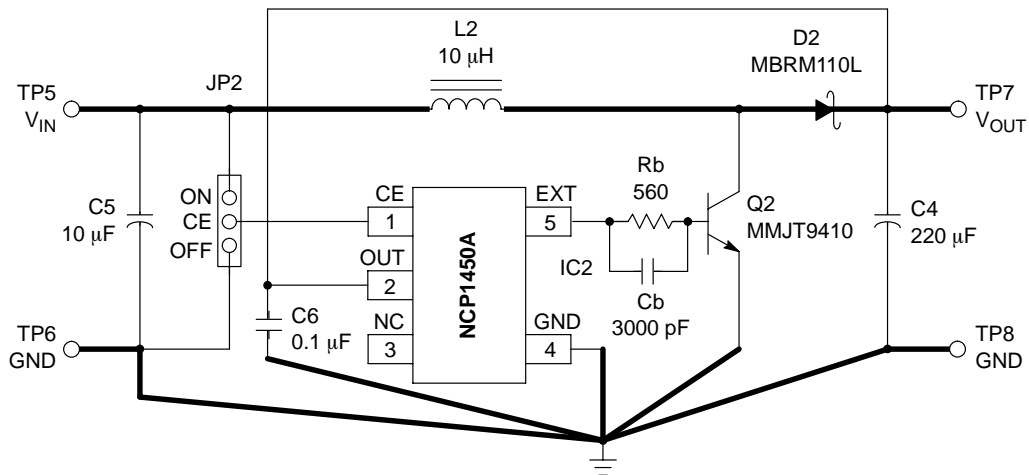 L2
10 μH
D2
MBRM110L
JP2
TP5
V_IN
TP7
V_OUT
C5
10 μF
ON
CE
OFF
CE
1
OUT
2
NC
3
NCP1450A
EXT
5
GND
4
Rb
560
IC2
Cb
3000 pF
Q2
MMJT9410
C4
220 μF
C6
0.1 μF
TP6
GND
TP8
GND